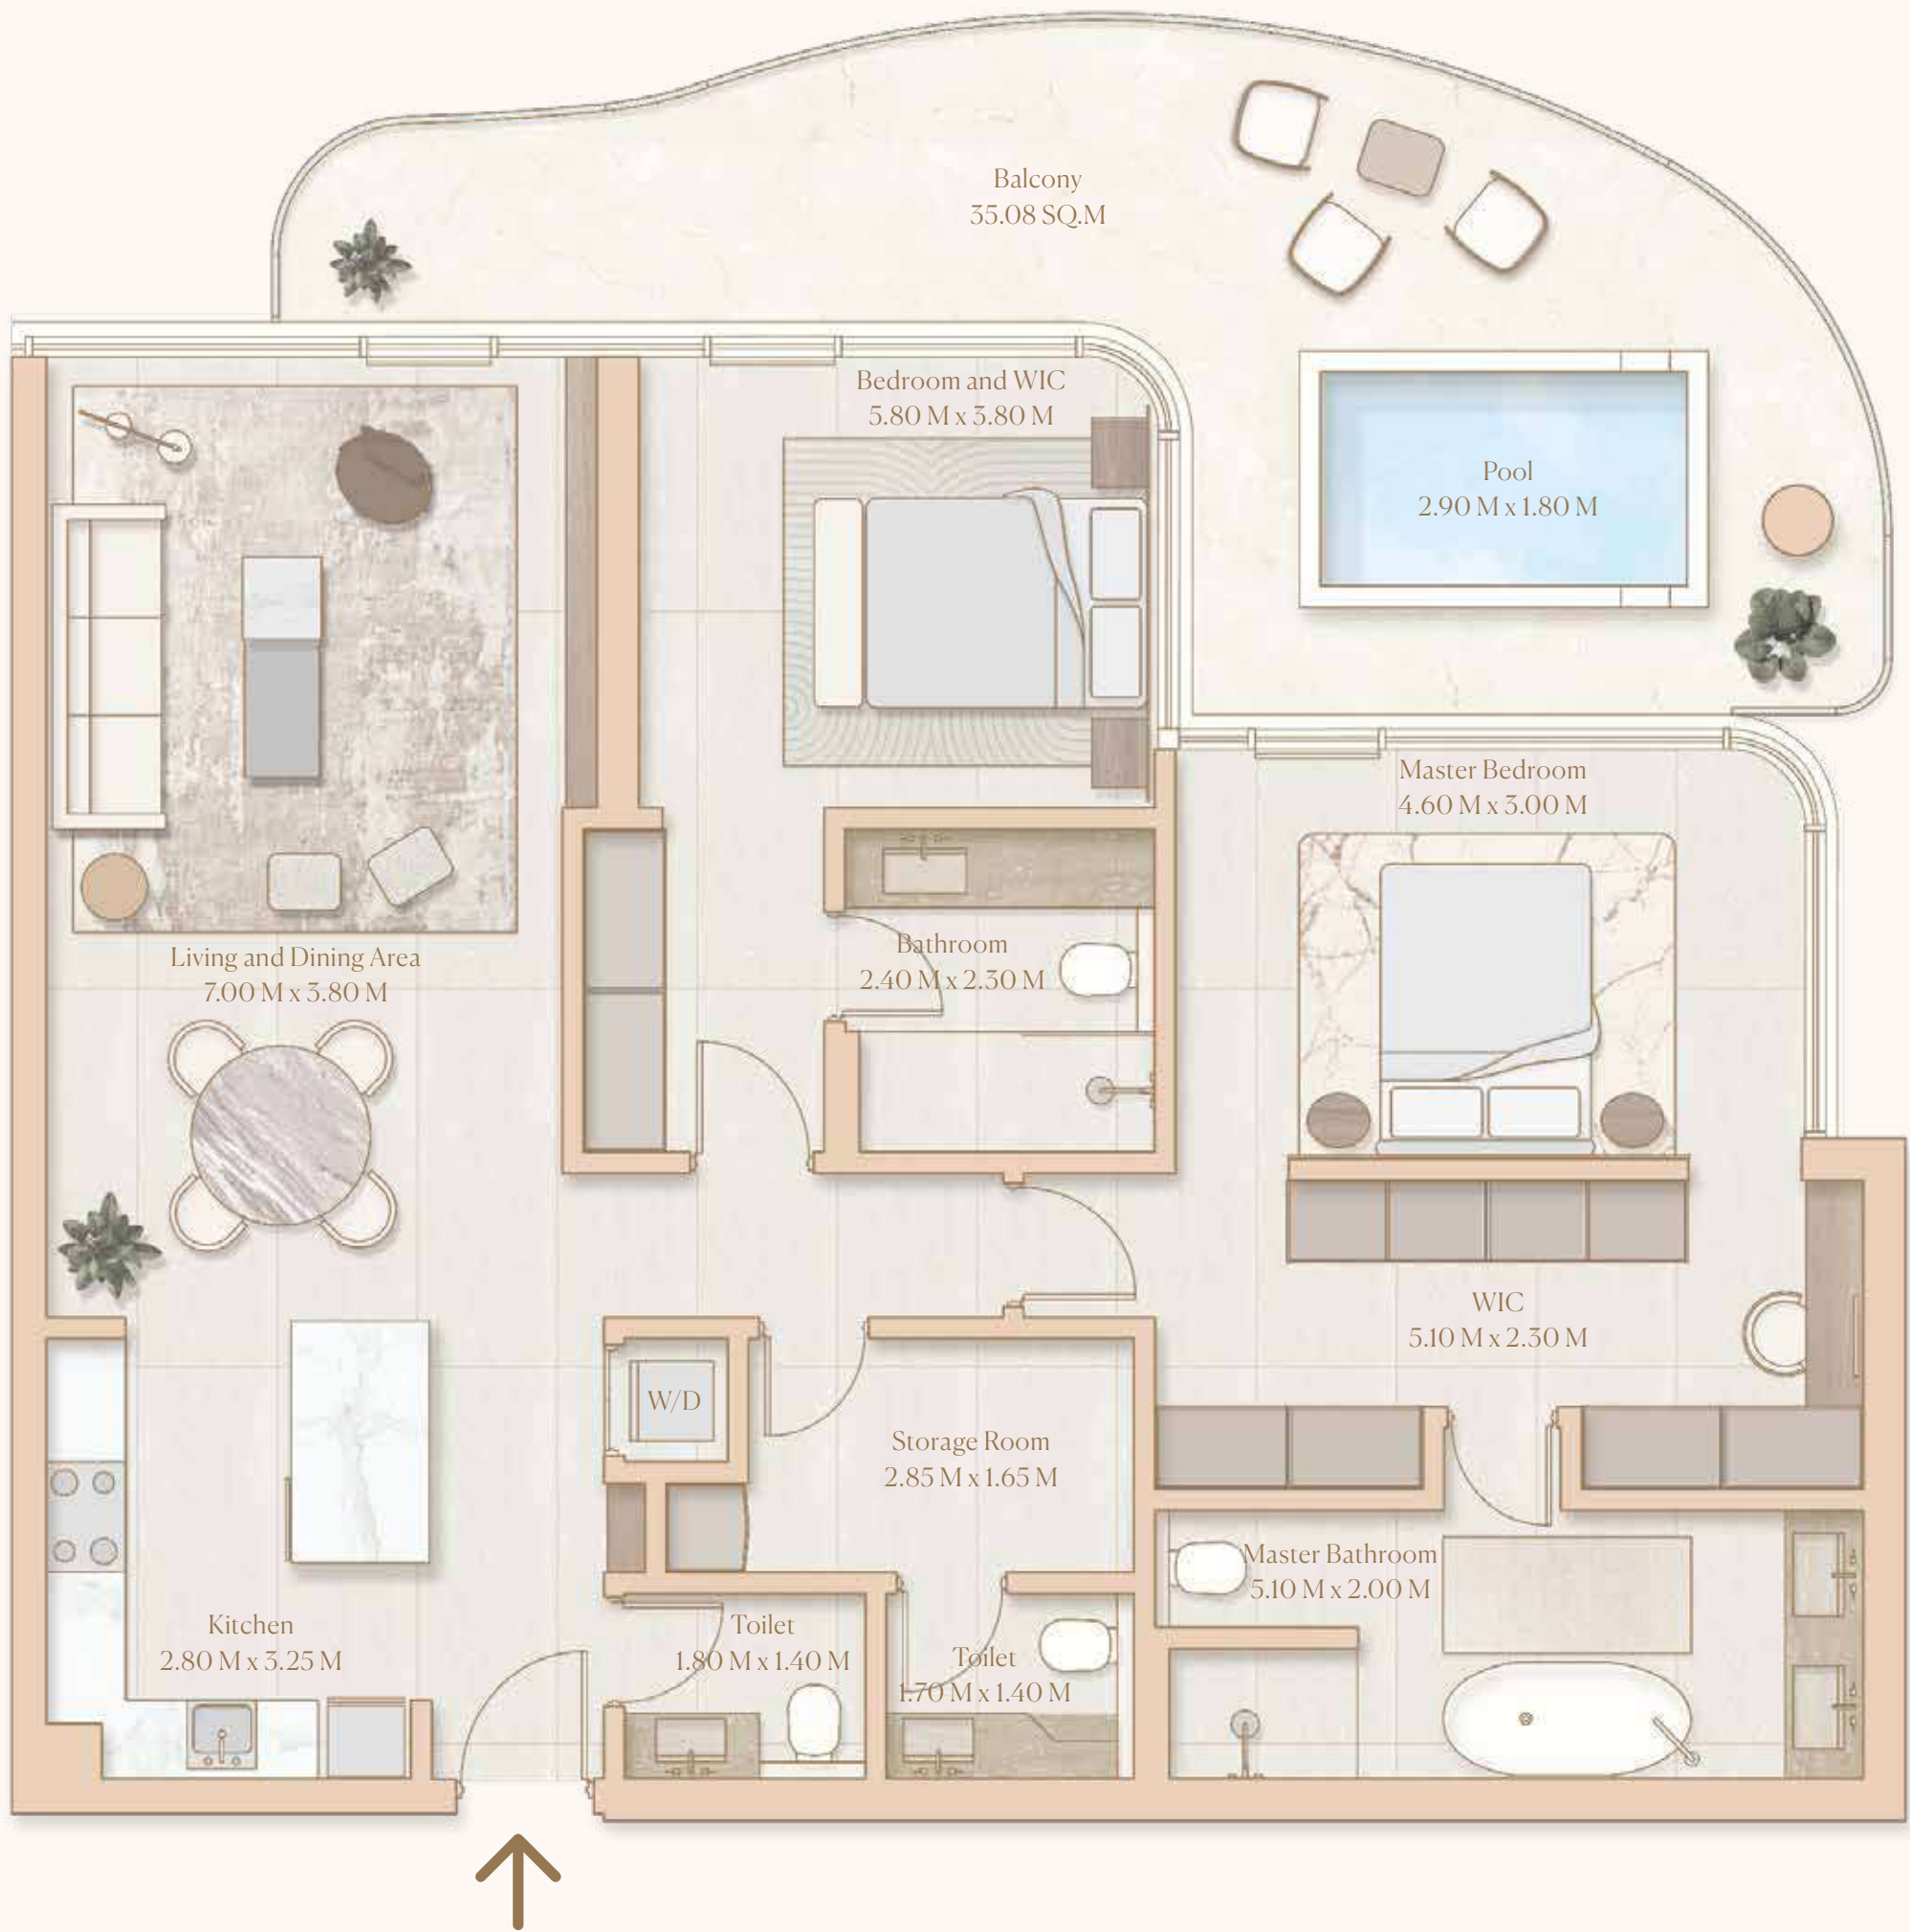 Balcony
35.08 SQ.M
Bedroom and WIC
5.80 M x 3.80 M
Pool
2.90 M x 1.80 M
Master Bedroom
4.60 M x 3.00 M
Living and Dining Area
7.00 M x 3.80 M
Bathroom
2.40 M x 2.30 M
WIC
5.10 M x 2.30 M
W/D
Storage Room
2.85 M x 1.65 M
Master Bathroom
5.10 M x 2.00 M
Kitchen
2.80 M x 3.25 M
Toilet
1.80 M x 1.40 M
Toilet
1.70 M x 1.40 M